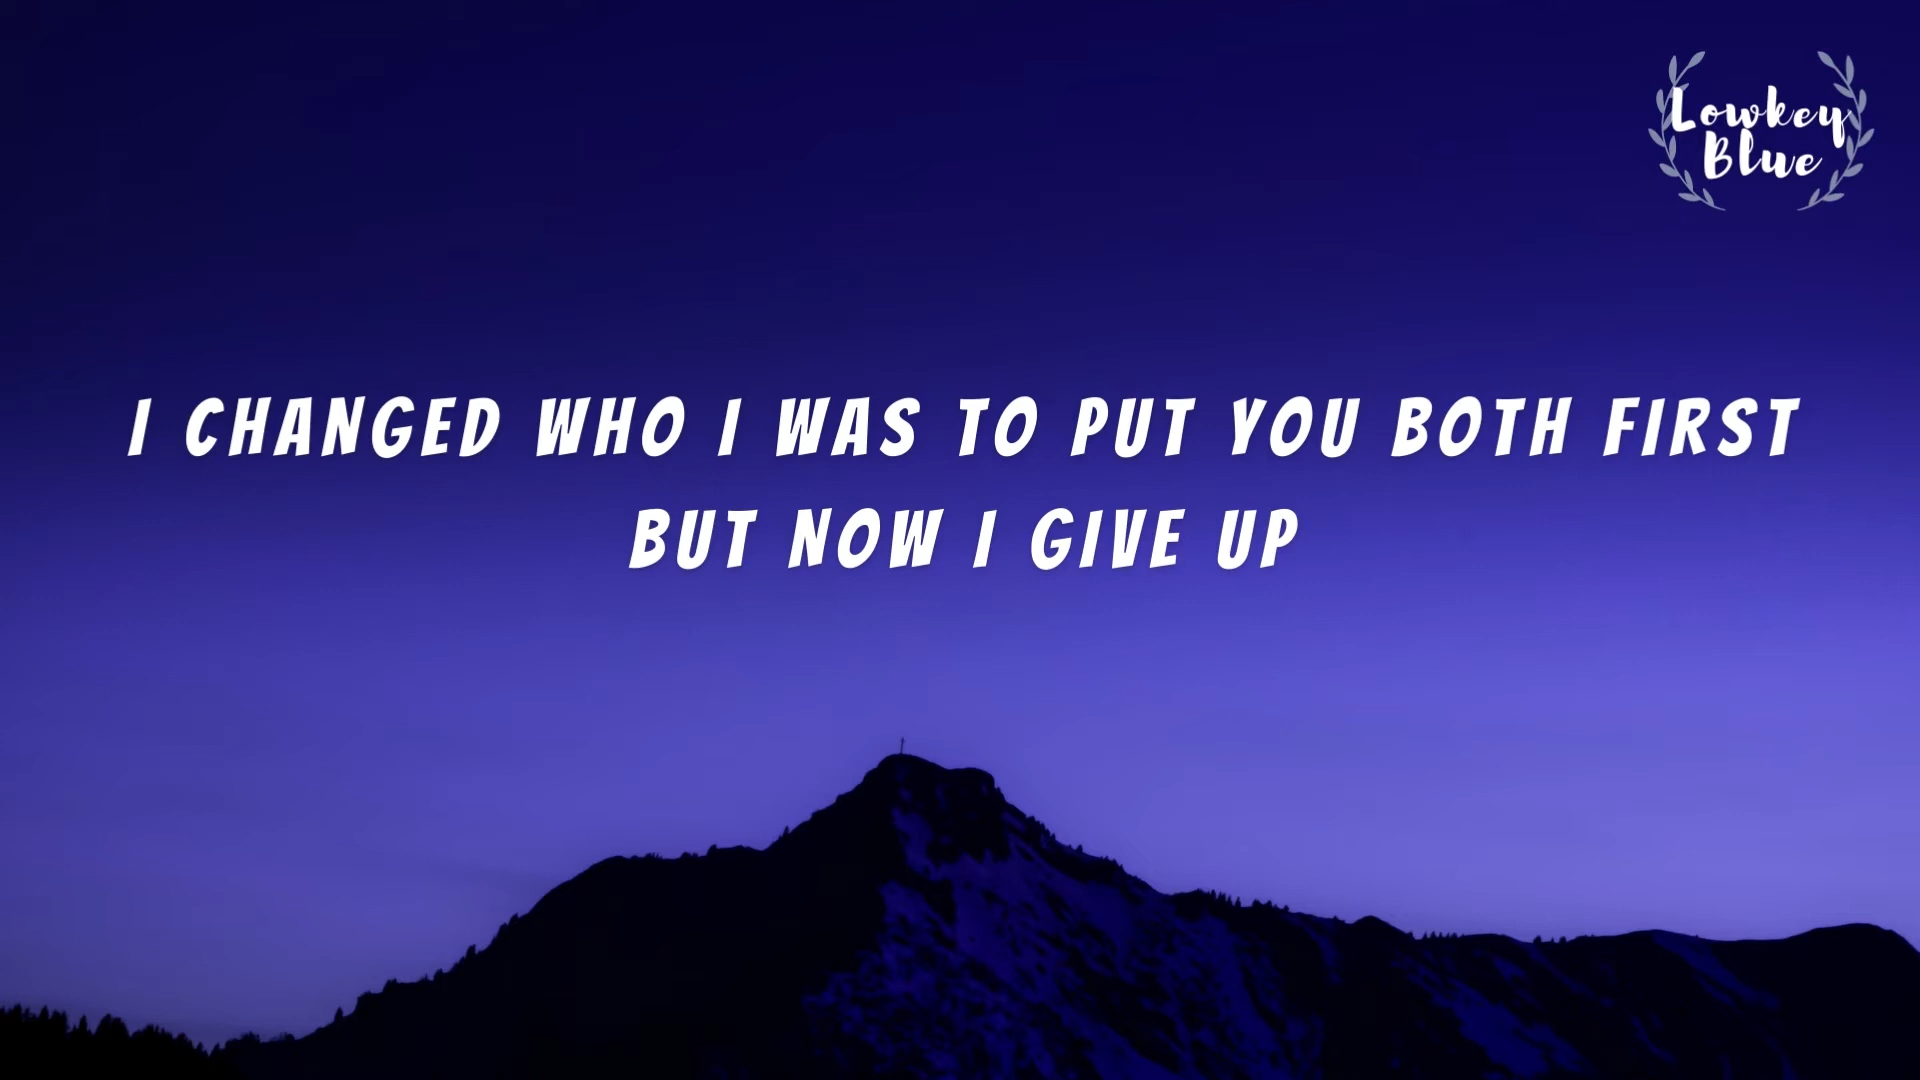 Lowkey
Blue
I CHANGED WHO I WAS TO PUT YOU BOTH FIRST
BUT NOW I GIVE UP